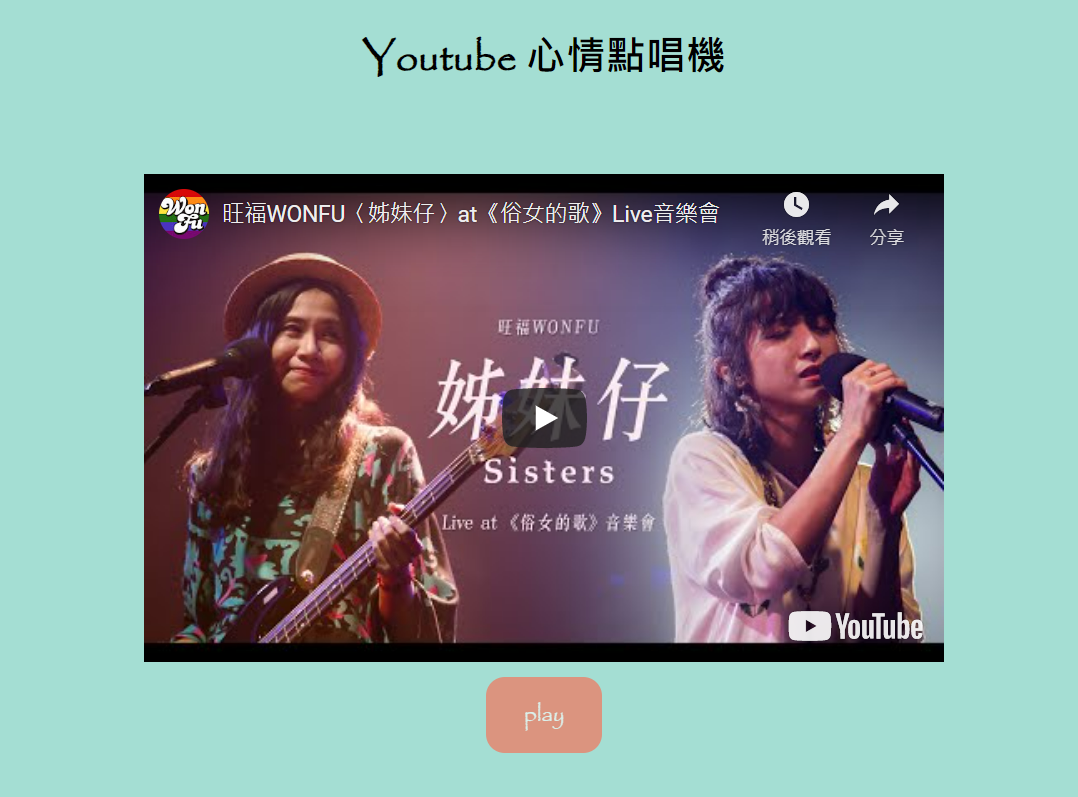 Youtube 心情點唱機
Won Fu
旺福WONFU〈姊妹仔〉at《俗女的歌》Live音樂會
稍後觀看
分享
旺福WONFU
姊妹仔
Sisters
Live at 《俗女的歌》音樂會
YouTube
play